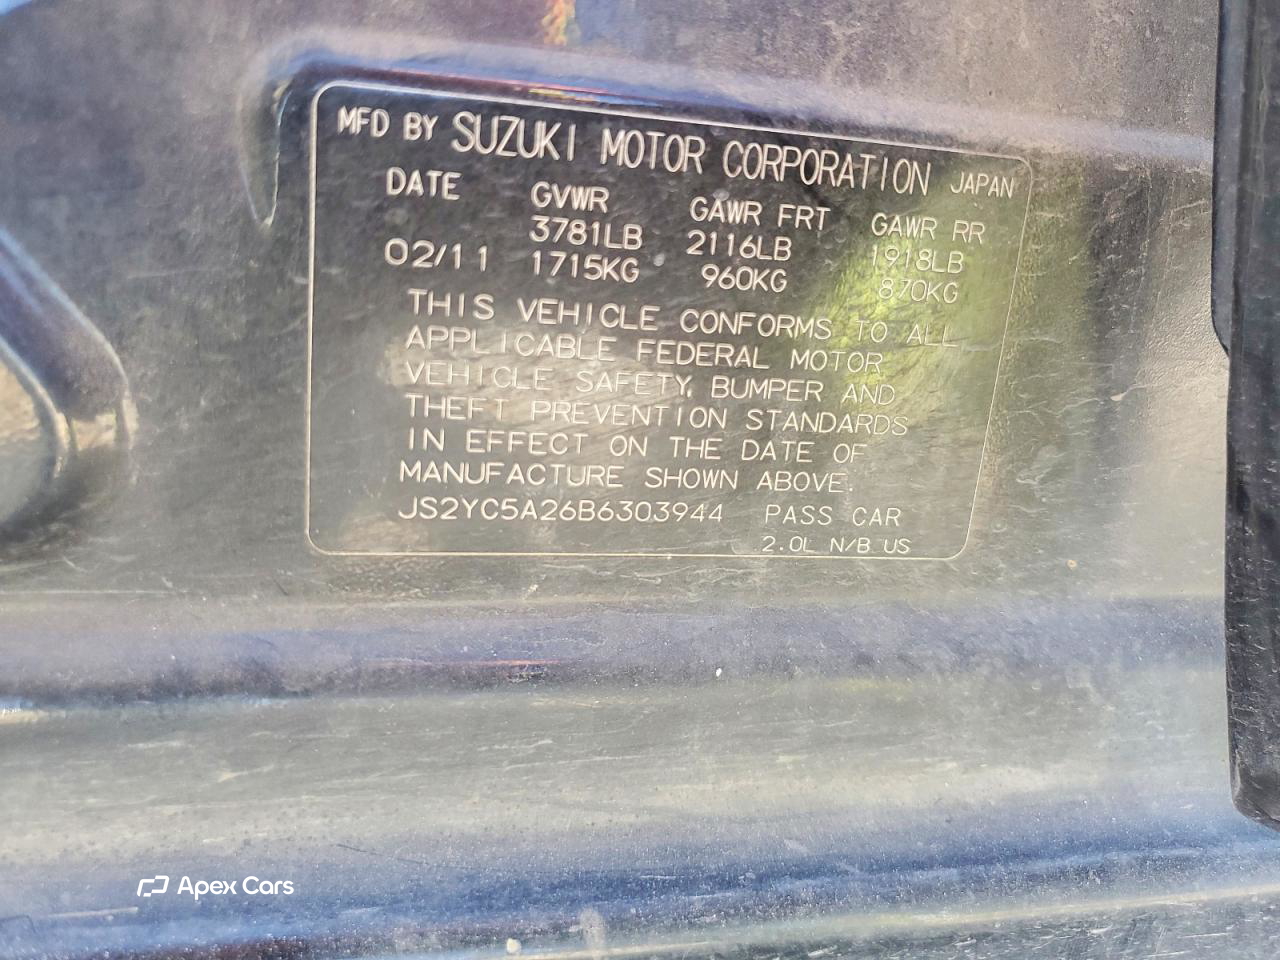 MFD BY SUZUKI MOTOR CORPORATION JAPAN
DATE GVWR GAWR FRT GAWR RR
3781LB 2116LB 1918LB
02/11 1715KG 960KG 870KG
THIS VEHICLE CONFORMS TO ALL
APPLICABLE FEDERAL MOTOR
VEHICLE SAFETY, BUMPER AND
THEFT PREVENTION STANDARDS
IN EFFECT ON THE DATE OF
MANUFACTURE SHOWN ABOVE.
JS2YC5A26B6303944 PASS CAR
2.0L N/B US
Apex Cars